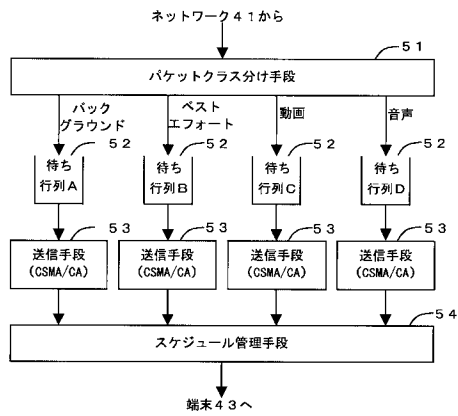 ネットワーク41から
51
パケットクラス分け手段
バック
グラウンド
ベスト
エフォート
動画
音声
52
52
52
52
待ち
行列A
待ち
行列B
待ち
行列C
待ち
行列D
53
53
53
53
送信手段
(CSMA/CA)
送信手段
(CSMA/CA)
送信手段
(CSMA/CA)
送信手段
(CSMA/CA)
54
スケジュール管理手段
端末43へ